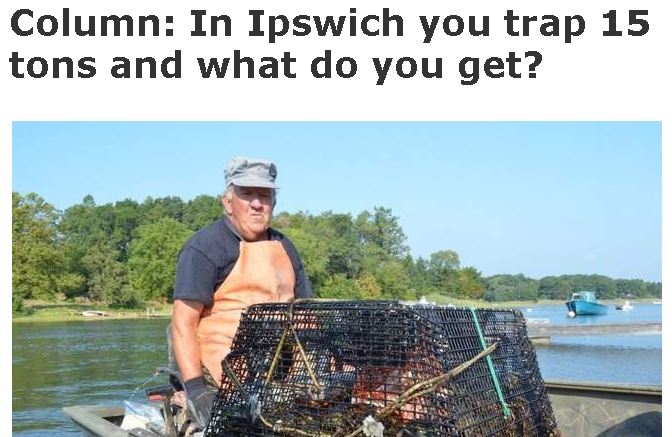 Column: In Ipswich you trap 15
tons and what do you get?